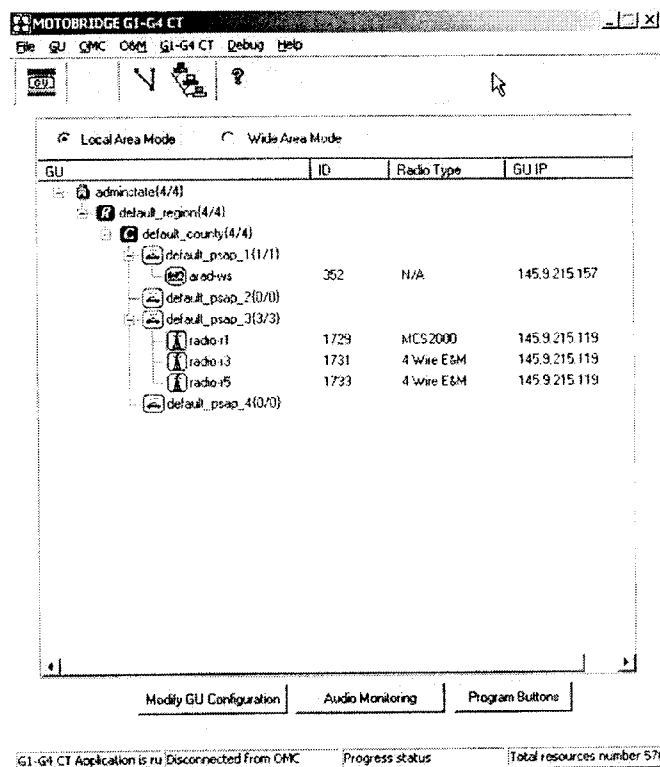 MOTOBRIDGE G1-G4 CT
File GU OMC O&M G1-G4 CT Debug Help
GU
Local Area Mode Wide Area Mode
GU ID Radio Type GU IP
adminstate(4/4)
R default_region(4/4)
C default_county(4/4)
default_psap_1(1/1)
arad-ws 352 N/A 145.9.215.157
default_psap_2(0/0)
default_psap_3(3/3)
radio-r1 1729 MCS2000 145.9.215.119
radio-r3 1731 4 Wire E&M 145.9.215.119
radio-r5 1733 4 Wire E&M 145.9.215.119
default_psap_4(0/0)
Modify GU Configuration Audio Monitoring Program Buttons
G1-G4 CT Application is ru Disconnected from OMC Progress status Total resources number 576